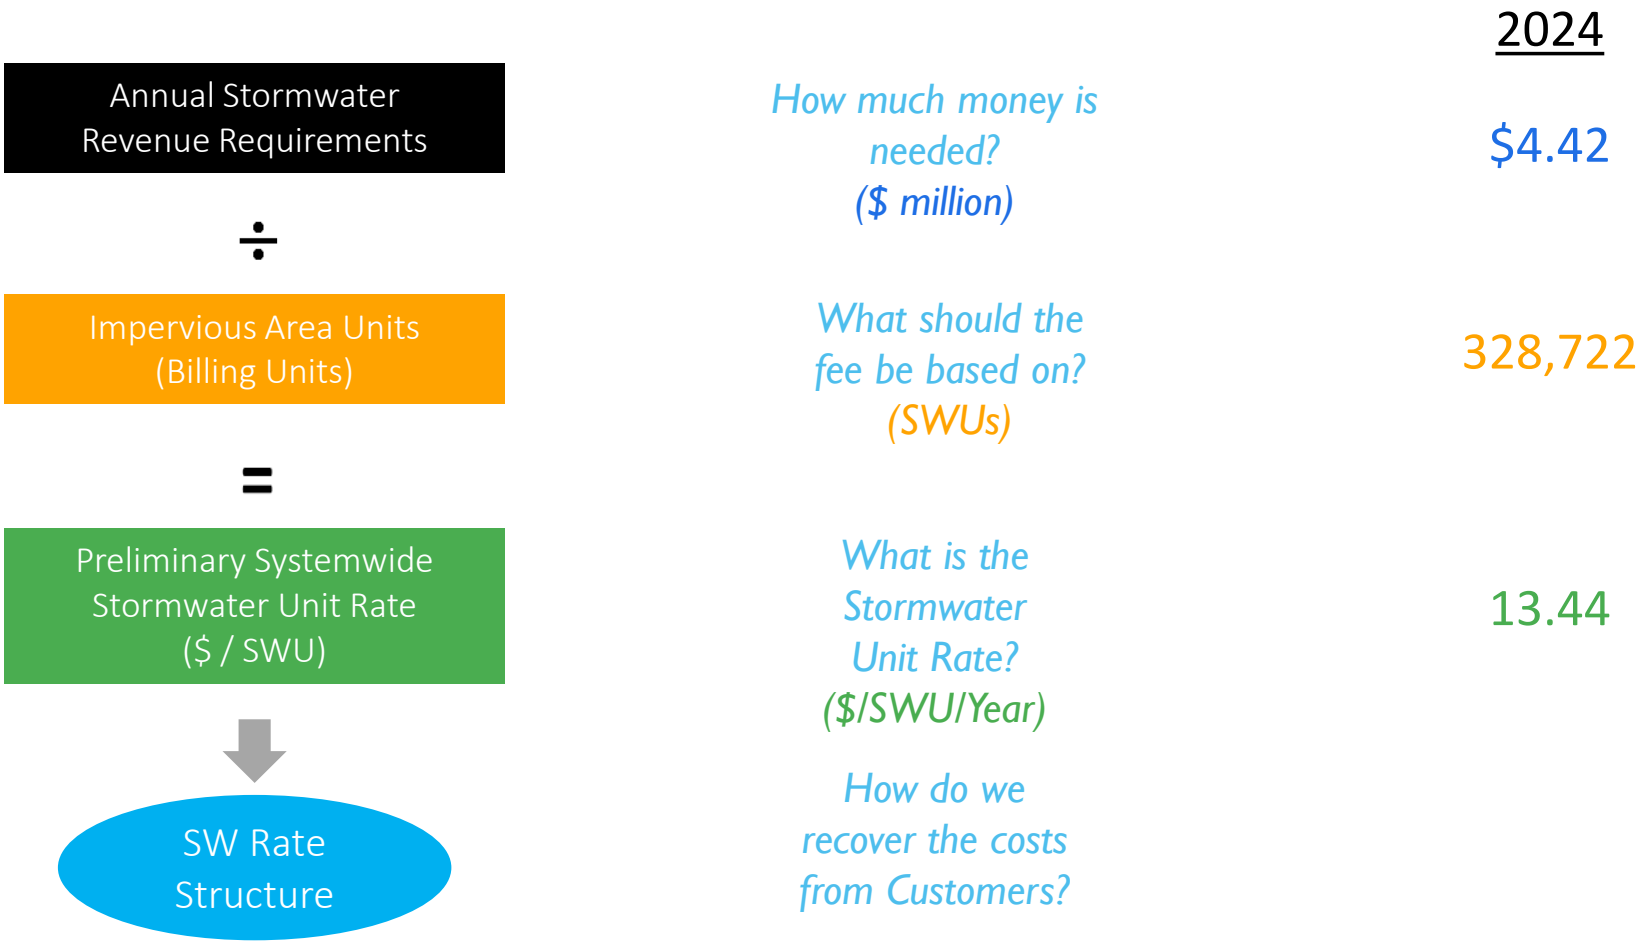 2024
Annual Stormwater
Revenue Requirements
How much money is
needed?
($ million)
$4.42
÷
Impervious Area Units
(Billing Units)
What should the
fee be based on?
(SWUs)
328,722
=
Preliminary Systemwide
Stormwater Unit Rate
($ / SWU)
What is the
Stormwater
Unit Rate?
($/SWU/Year)
13.44
SW Rate
Structure
How do we
recover the costs
from Customers?